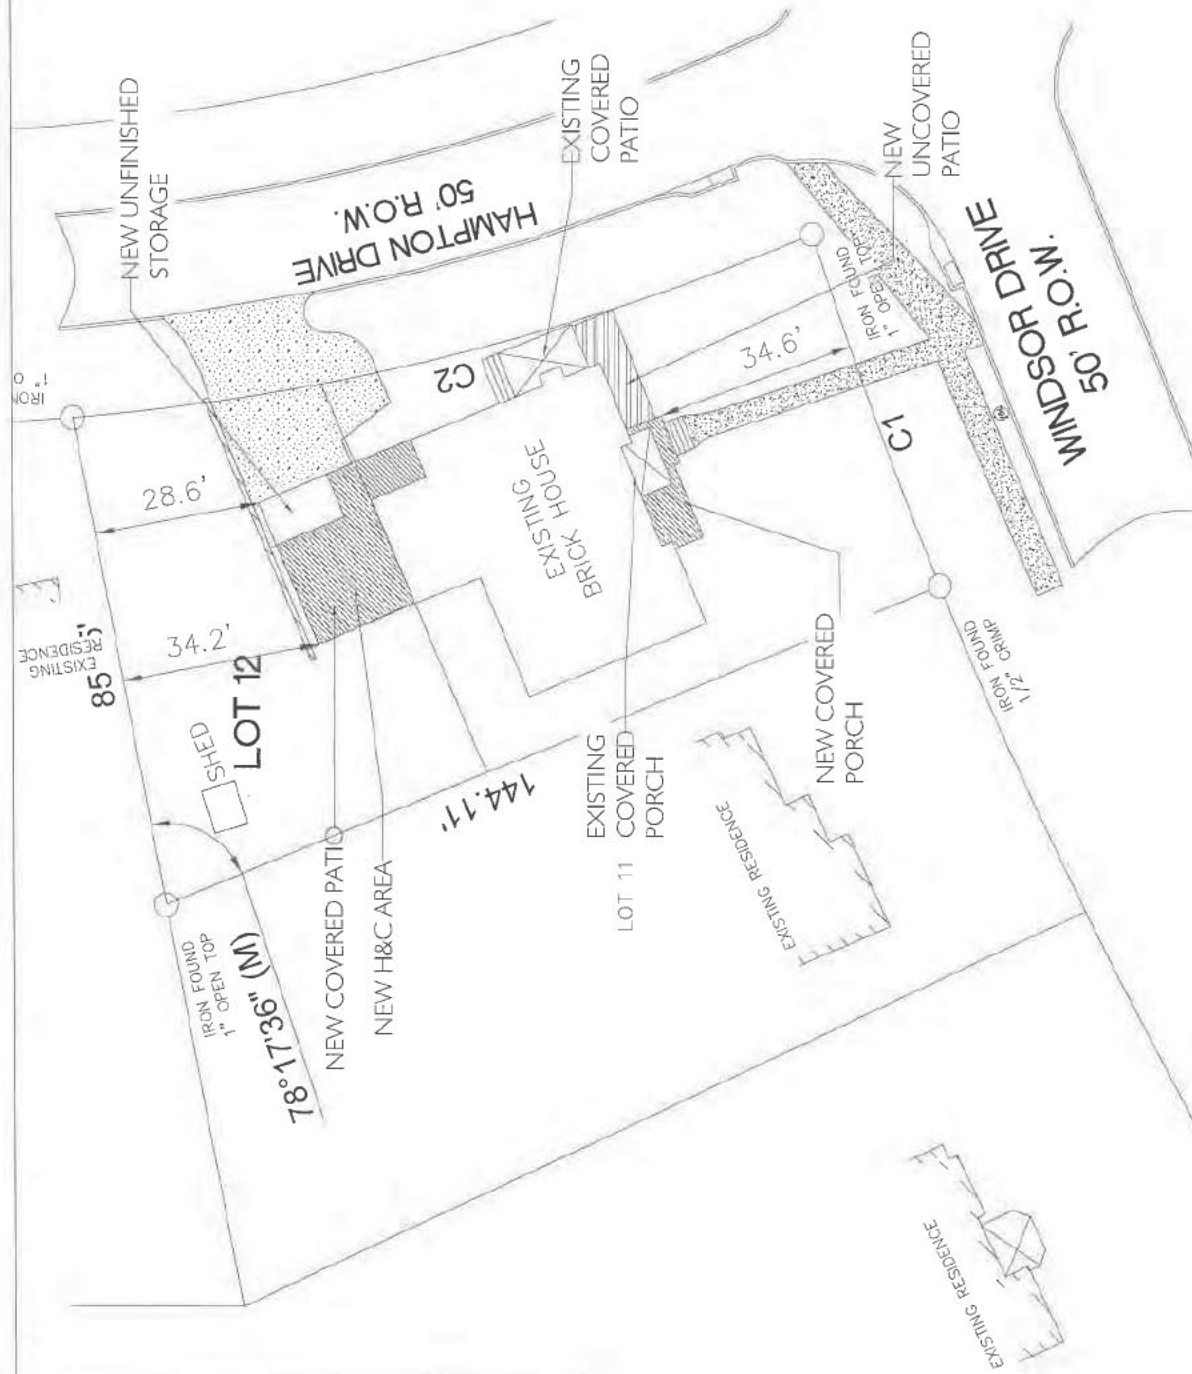 NEW UNFINISHED
STORAGE
EXISTING
COVERED
PATIO
NEW
UNCOVERED
PATIO
HAMPTON DRIVE
50' R.O.W.
WINDSOR DRIVE
50' R.O.W.
IRON FOUND
1" OPEN TOP
34.6'
C1
C2
28.6'
34.2'
EXISTING
BRICK HOUSE
EXISTING
RESIDENCE
LOT 12
SHED
144.11'
IRON FOUND
1" OPEN TOP
78°17'36" (M)
NEW COVERED PATIO
NEW H&C AREA
EXISTING
COVERED
PORCH
LOT 11
NEW COVERED
PORCH
IRON FOUND
1/2" CRIMP
EXISTING RESIDENCE
EXISTING RESIDENCE